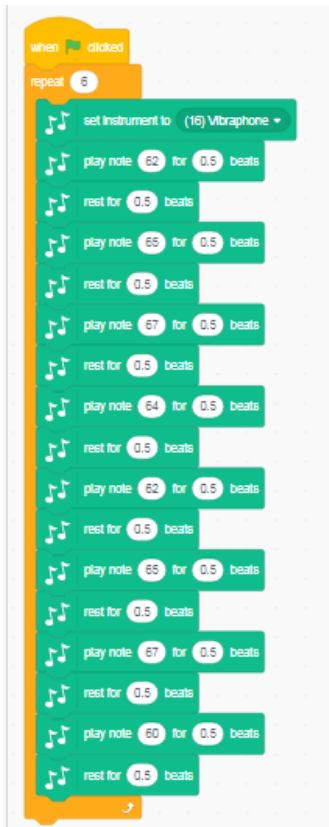 when clicked
repeat 6
set Instrument to (16) Vibraphone
play note 62 for 0.5 beats
rest for 0.5 beats
play note 65 for 0.5 beats
rest for 0.5 beats
play note 67 for 0.5 beats
rest for 0.5 beats
play note 64 for 0.5 beats
rest for 0.5 beats
play note 62 for 0.5 beats
rest for 0.5 beats
play note 65 for 0.5 beats
rest for 0.5 beats
play note 67 for 0.5 beats
rest for 0.5 beats
play note 60 for 0.5 beats
rest for 0.5 beats